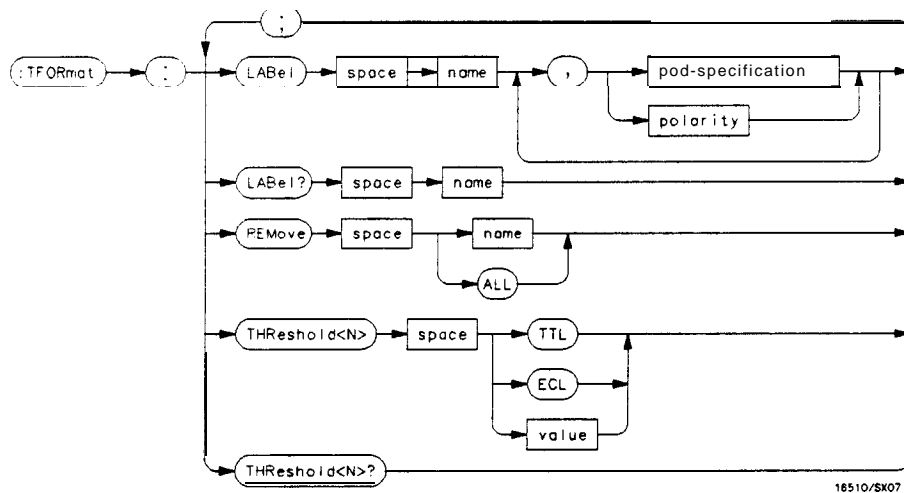 ;
:TFORmat : LABel space name , pod-specification
polarity
LABel? space name
REMove space name
ALL
THReshold<N> space TTL
ECL
value
THReshold<N>?
16510/SX07